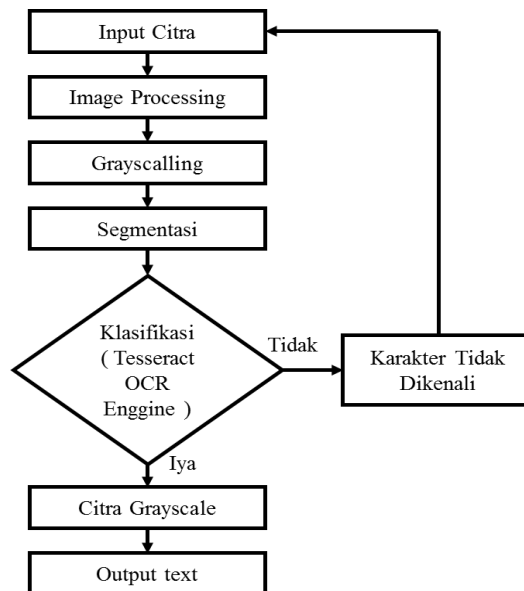 Input Citra
Image Processing
Grayscalling
Segmentasi
Klasifikasi
( Tesseract
OCR
Enggine )
Tidak
Karakter Tidak
Dikenali
Iya
Citra Grayscale
Output text